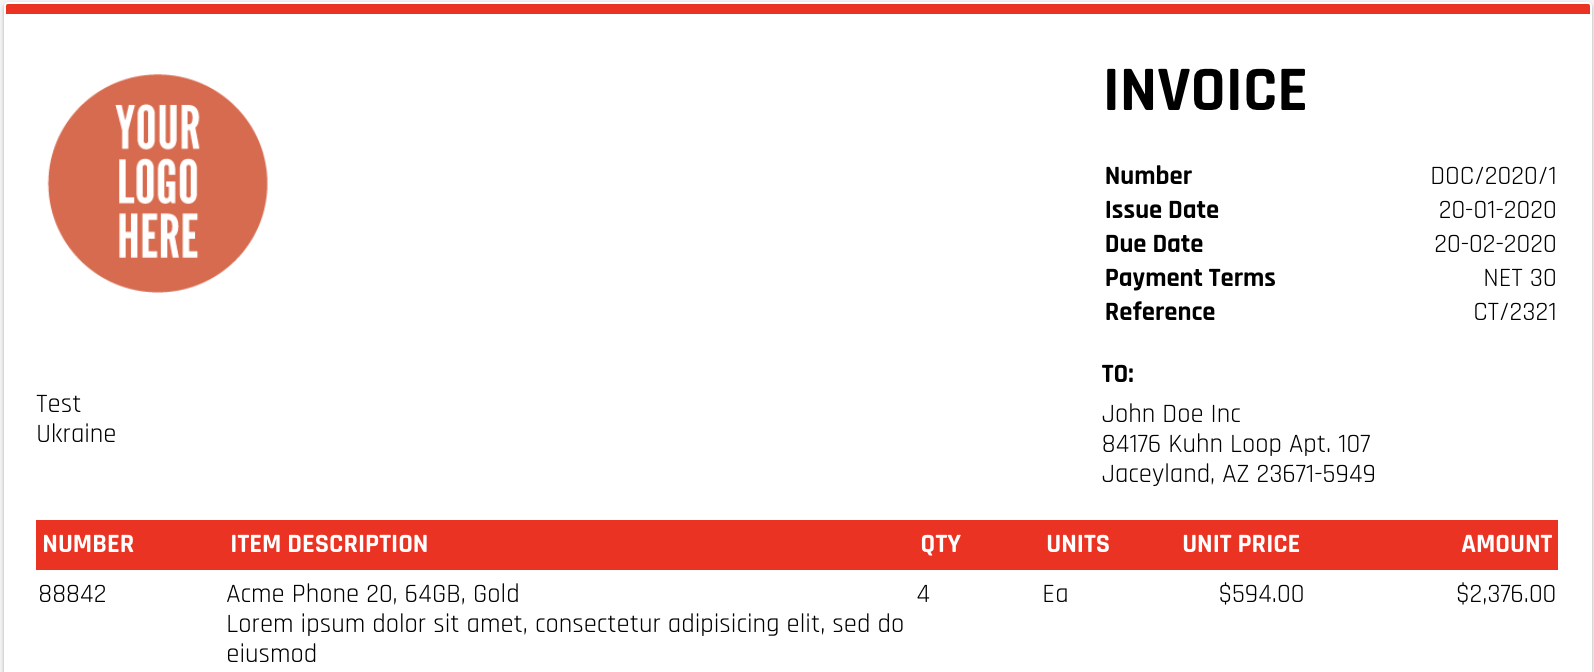 YOUR
LOGO
HERE
INVOICE
Number DOC/2020/1
Issue Date 20-01-2020
Due Date 20-02-2020
Payment Terms NET 30
Reference CT/2321
TO:
John Doe Inc
84176 Kuhn Loop Apt. 107
Jaceyland, AZ 23671-5949
Test
Ukraine
NUMBER ITEM DESCRIPTION QTY UNITS UNIT PRICE AMOUNT
88842 Acme Phone 20, 64GB, Gold 4 Ea $594.00 $2,376.00
Lorem ipsum dolor sit amet, consectetur adipisicing elit, sed do
eiusmod